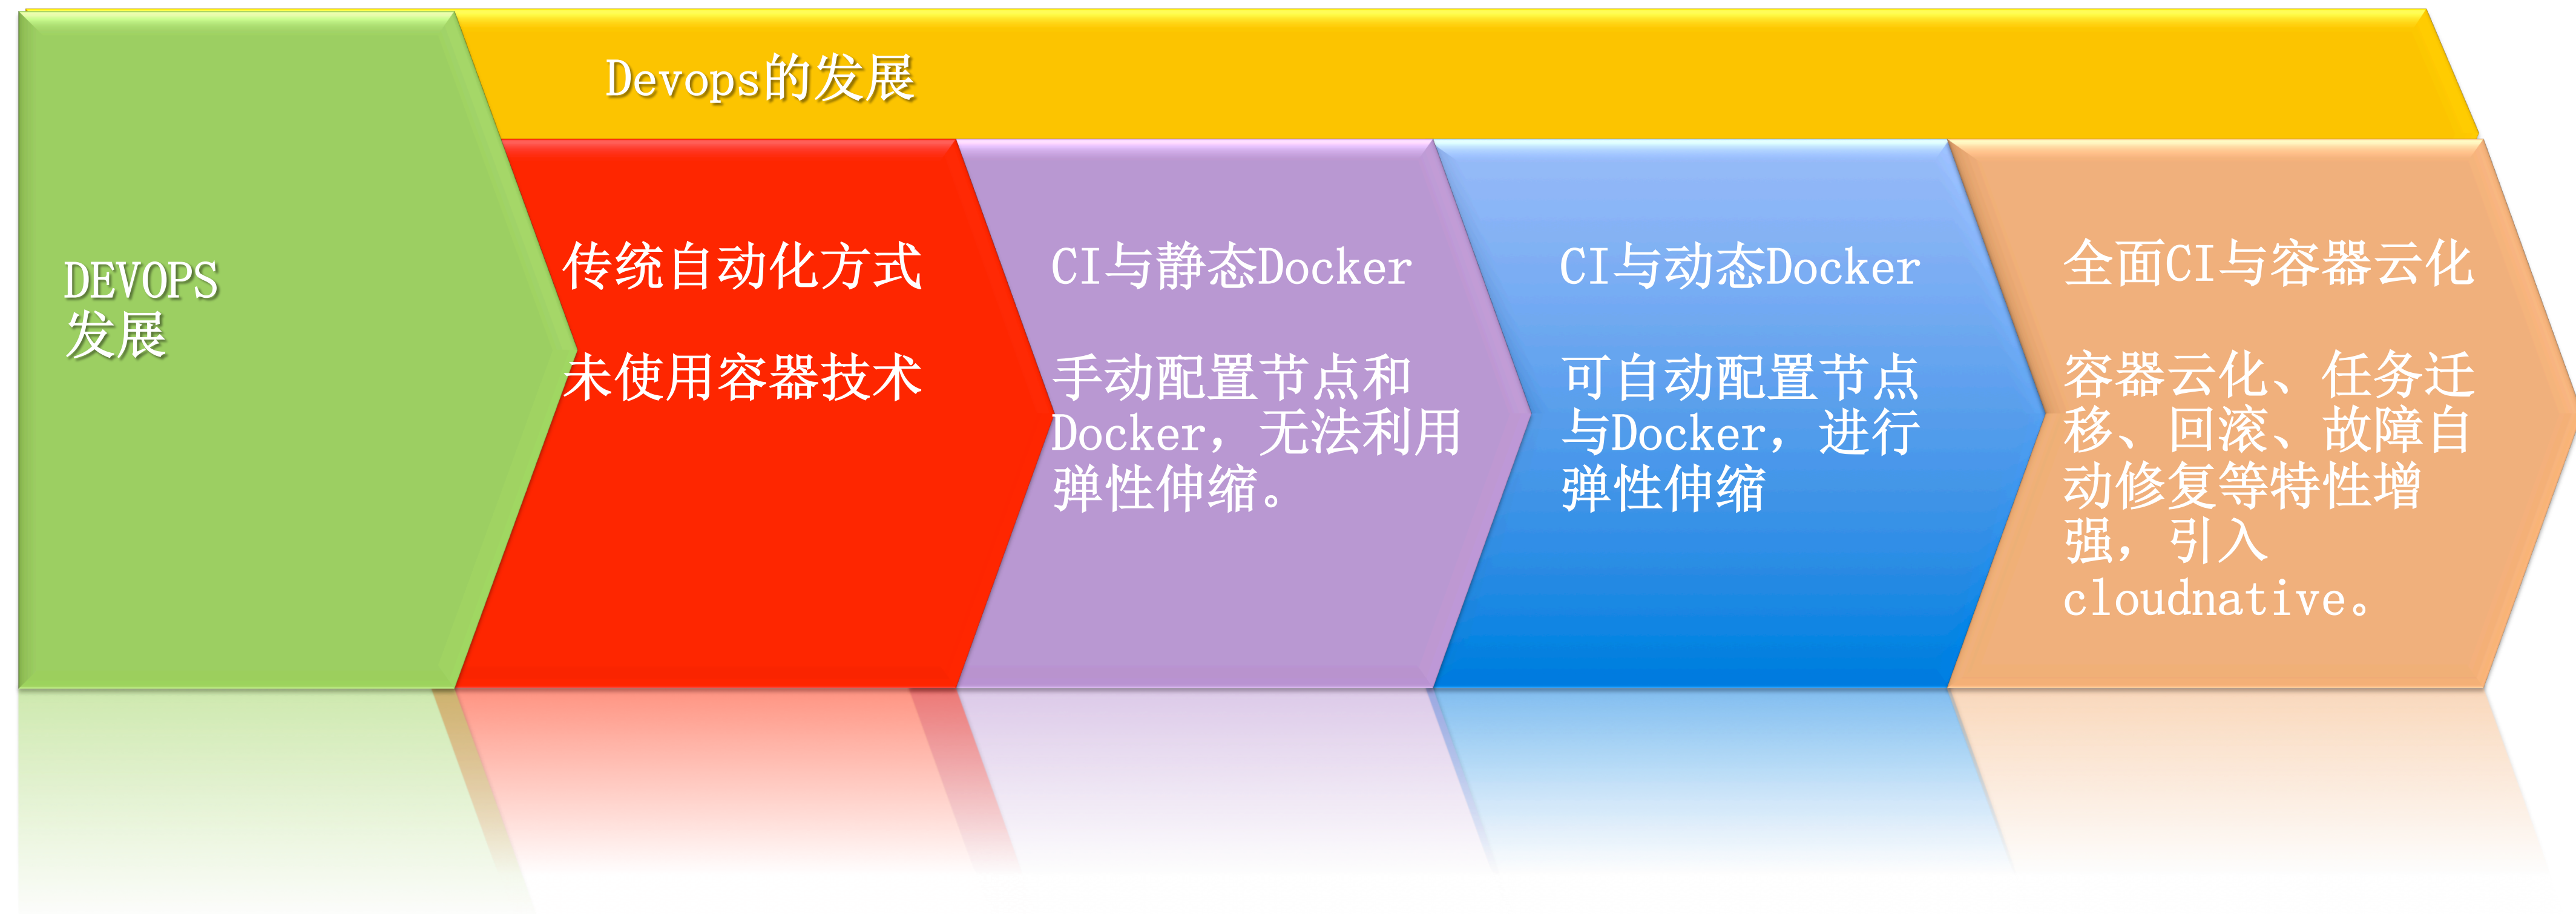 Devops的发展
DEVOPS
发展
传统自动化方式
未使用容器技术
CI与静态Docker
手动配置节点和
Docker，无法利用
弹性伸缩。
CI与动态Docker
可自动配置节点
与Docker，进行
弹性伸缩
全面CI与容器云化
容器云化、任务迁
移、回滚、故障自
动修复等特性增
强，引入
cloudnative。